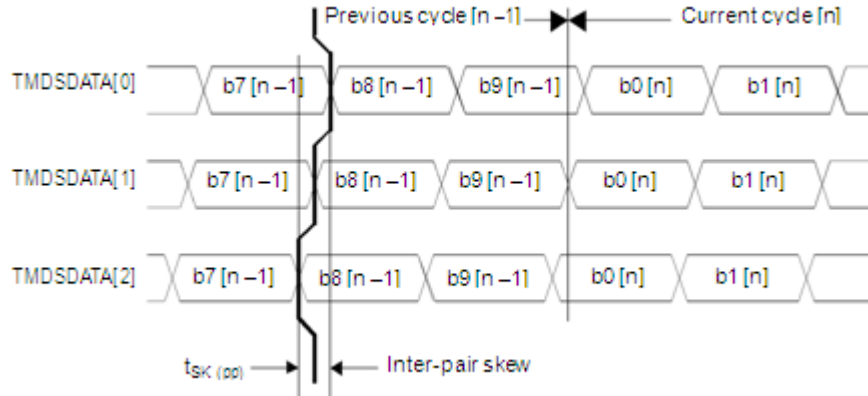 Previous cycle [n –1] Current cycle [n]
TMDSDATA[0] b7 [n –1] b8 [n –1] b9 [n –1] b0 [n] b1 [n]
TMDSDATA[1] b7 [n –1] b8 [n –1] b9 [n –1] b0 [n] b1 [n]
TMDSDATA[2] b7 [n –1] b8 [n –1] b9 [n –1] b0 [n] b1 [n]
tSK (pp) Inter-pair skew